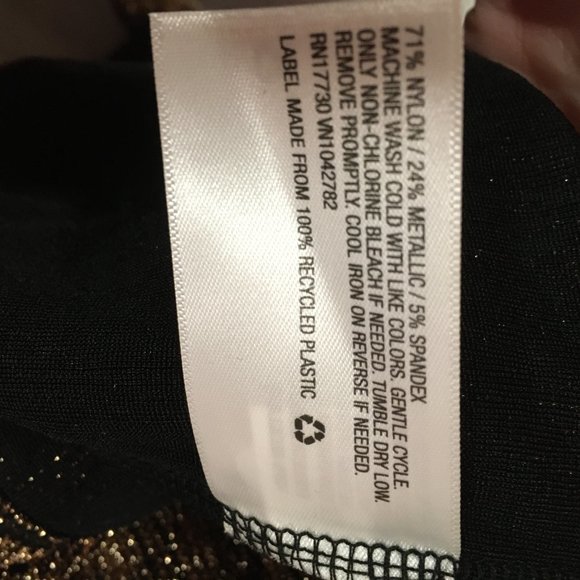 71% NYLON / 24% METALLIC / 5% SPANDEX
MACHINE WASH COLD WITH LIKE COLORS. GENTLE CYCLE.
ONLY NON-CHLORINE BLEACH IF NEEDED. TUMBLE DRY LOW.
REMOVE PROMPTLY. COOL IRON ON REVERSE IF NEEDED.
RN17730 VN1042782
LABEL MADE FROM 100% RECYCLED PLASTIC